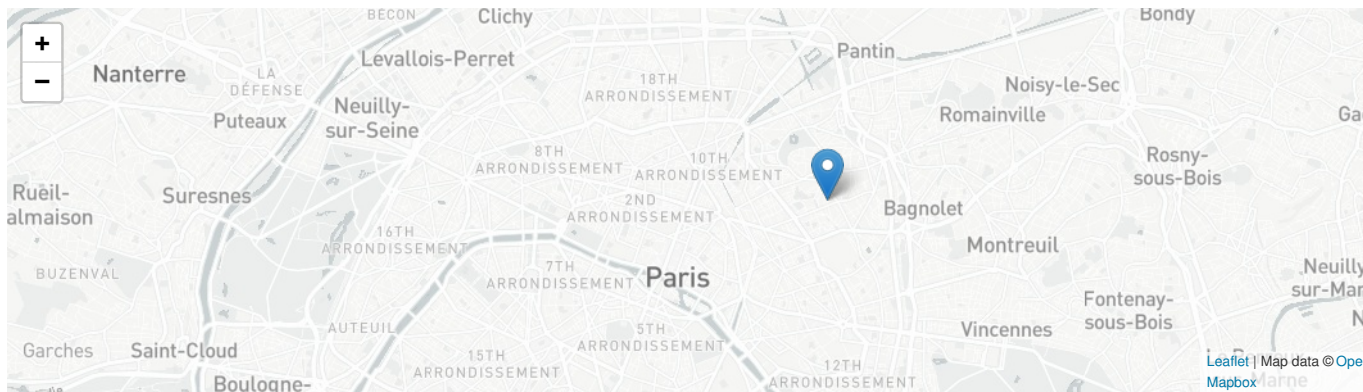 BÉCON
Clichy
Bondy
+
Levallois-Perret
Pantin
Nanterre
LA
DÉFENSE
18TH
ARRONDISSEMENT
Noisy-le-Sec
Neuilly-
sur-Seine
Puteaux
Romainville
Ga
−
8TH
ARRONDISSEMENT
10TH
ARRONDISSEMENT
Rosny-
sous-Bois
Rueil-
almaison
Suresnes
2ND
ARRONDISSEMENT
Bagnolet
16TH
ARRONDISSEMENT
Montreuil
BUZENVAL
7TH
ARRONDISSEMENT
Paris
Neuilly
sur-Mar
Fontenay-
sous-Bois
AUTEUIL
5TH
ARRONDISSEMENT
Vincennes
N
Garches
Saint-Cloud
15TH
ARRONDISSEMENT
12TH
ARRONDISSEMENT
Boulogne-
Leaflet | Map data © Ope
Mapbox
Marne